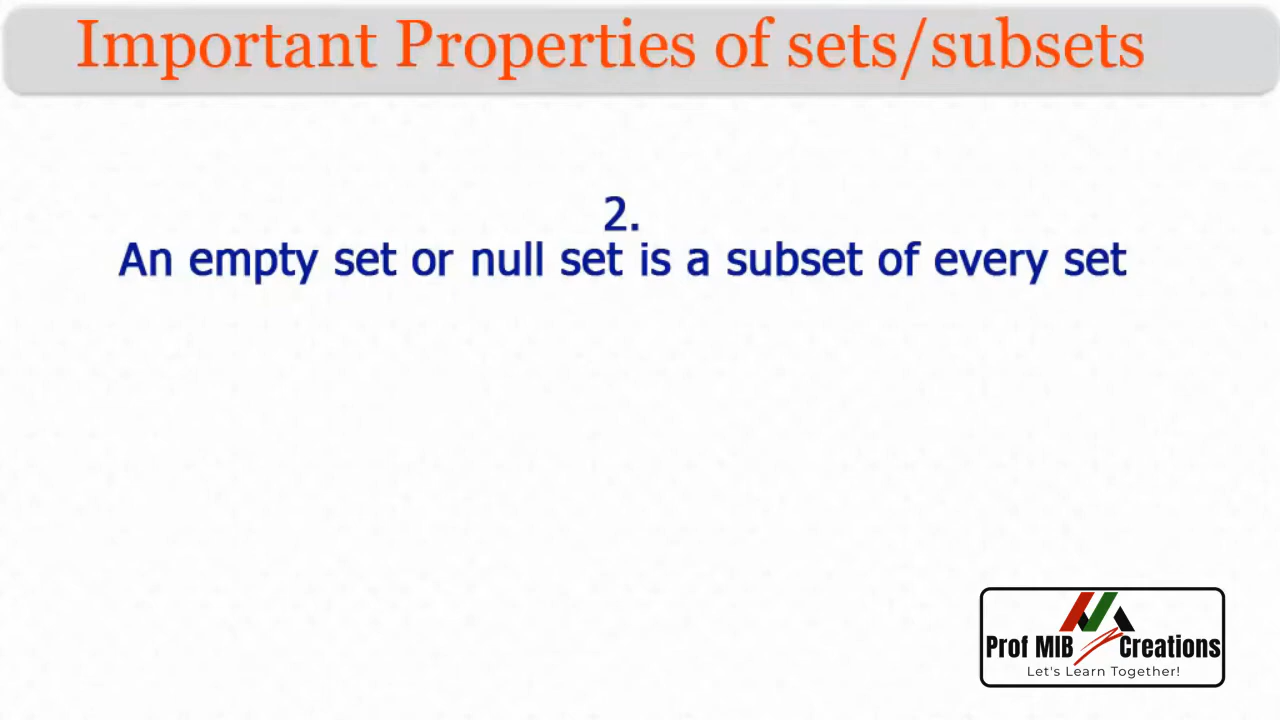 Important Properties of sets/subsets
2.
An empty set or null set is a subset of every set
Prof MIB Creations
Let's Learn Together!